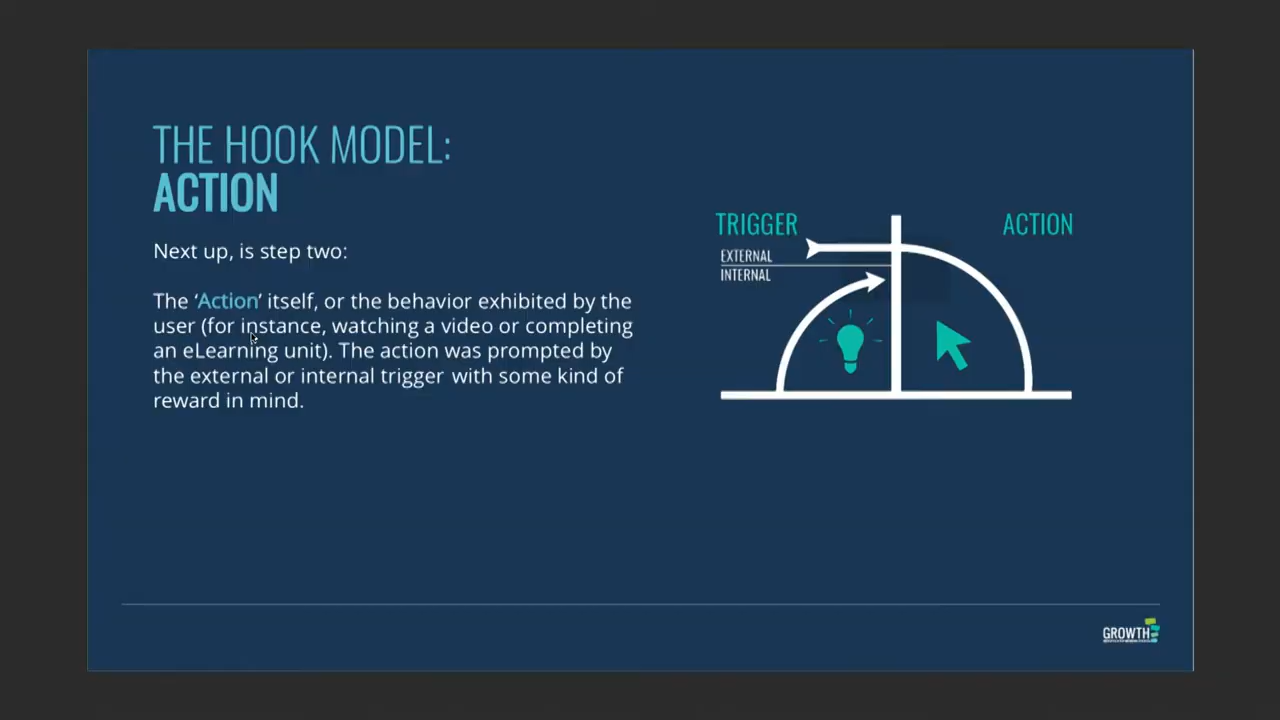 THE HOOK MODEL:
ACTION
Next up, is step two:
The ‘Action’ itself, or the behavior exhibited by the
user (for instance, watching a video or completing
an eLearning unit). The action was prompted by
the external or internal trigger with some kind of
reward in mind.
TRIGGER
EXTERNAL
INTERNAL
ACTION
GROWTH